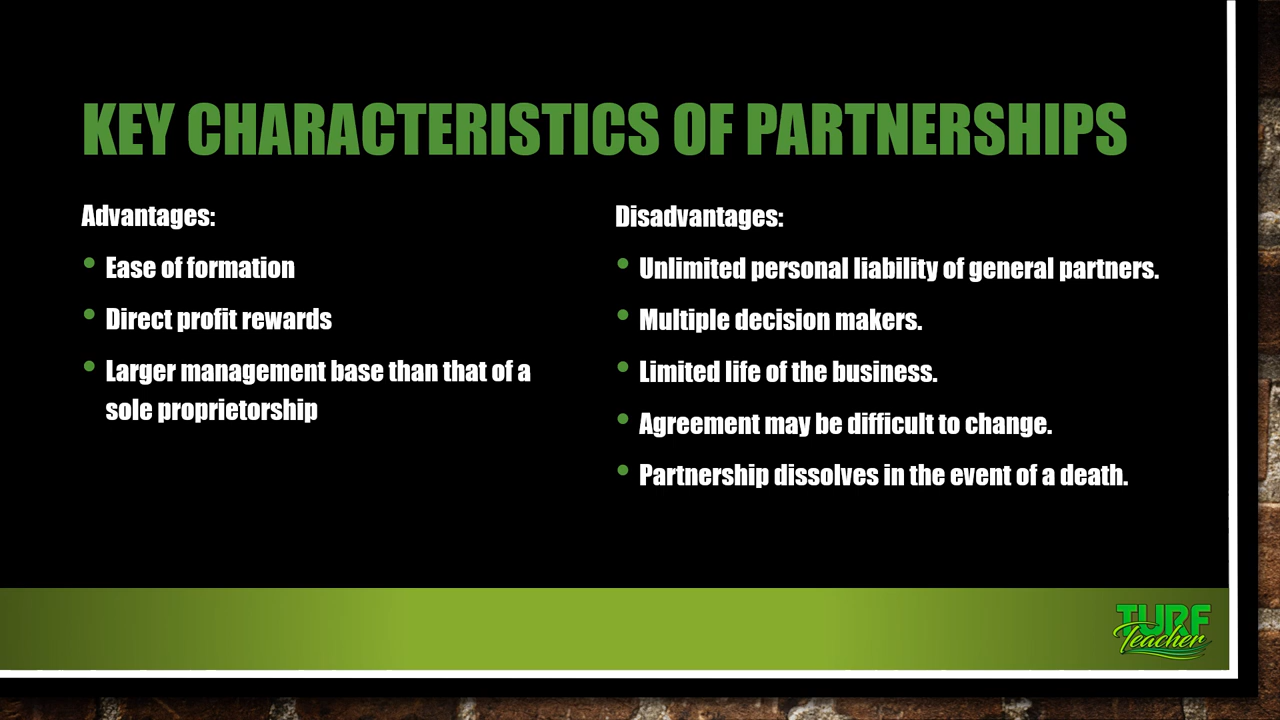 KEY CHARACTERISTICS OF PARTNERSHIPS
Advantages:
• Ease of formation
• Direct profit rewards
• Larger management base than that of a
sole proprietorship
Disadvantages:
• Unlimited personal liability of general partners.
• Multiple decision makers.
• Limited life of the business.
• Agreement may be difficult to change.
• Partnership dissolves in the event of a death.
TURF
Teacher